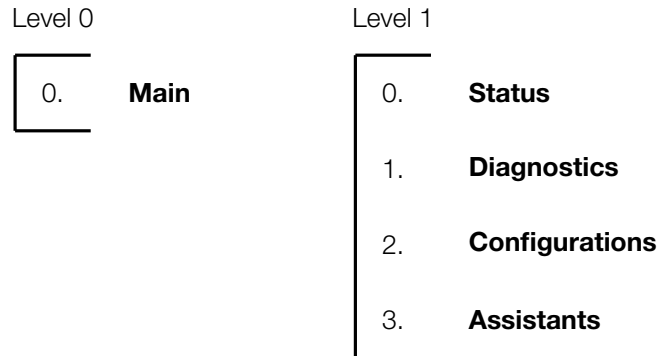 Level 0
0. Main
Level 1
0. Status
1. Diagnostics
2. Configurations
3. Assistants